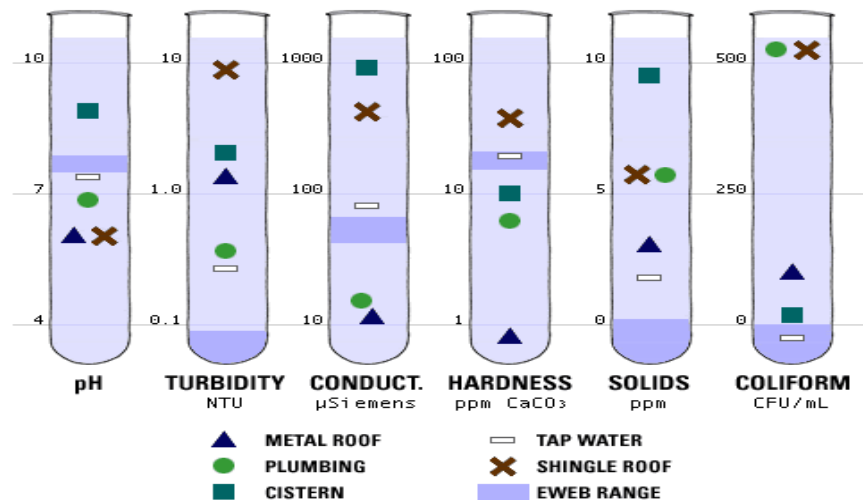 10 10 1000 100 10 500
7 1.0 100 10 5 250
4 0.1 10 1 0 0
pH TURBIDITY CONDUCT. HARDNESS SOLIDS COLIFORM
NTU µSiemens ppm CaCO₃ ppm CFU/mL
METAL ROOF TAP WATER
PLUMBING SHINGLE ROOF
CISTERN EWEB RANGE